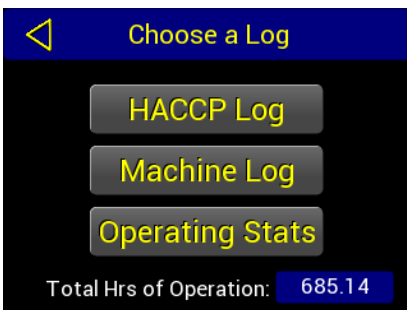 Choose a Log
HACCP Log
Machine Log
Operating Stats
Total Hrs of Operation: 685.14